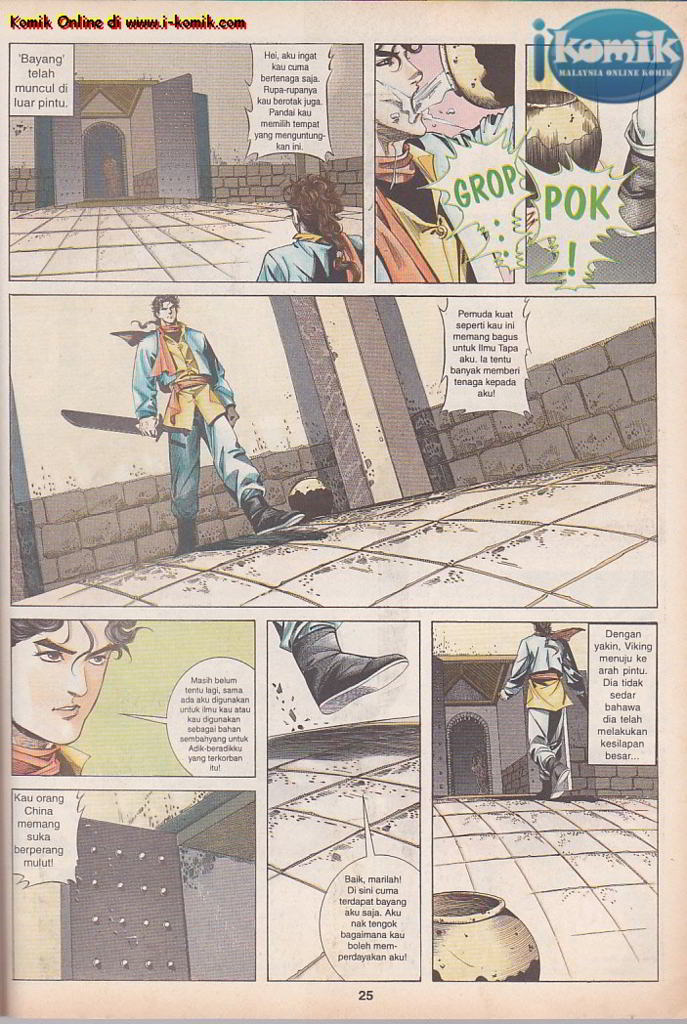 Komik Online di www.i-komik.com
i komik
MALAYSIA ONLINE KOMIK
'Bayang'
telah
muncul di
luar pintu.
Hei, aku ingat
kau cuma
bertenaga saja.
Rupa-rupanya
kau berotak juga.
Pandai kau
memilih tempat
yang menguntung-
kan ini.
GROP
...
POK
!
Pemuda kuat
seperti kau ini
memang bagus
untuk Ilmu Tapa
aku. Ia tentu
banyak memberi
tenaga kepada
aku!
Masih belum
tentu lagi, sama
ada aku digunakan
untuk ilmu kau atau
kau digunakan
sebagai bahan
sembahyang untuk
Adik-beradikku
yang terkorban
itu!
Kau orang
China
memang
suka
berperang
mulut!
Baik, marilah!
Di sini cuma
terdapat bayang
aku saja. Aku
nak tengok
bagaimana kau
boleh mem-
perdayakan aku!
Dengan
yakin, Viking
menuju ke
arah pintu.
Dia tidak
sedar
bahawa
dia telah
melakukan
kesilapan
besar...
25